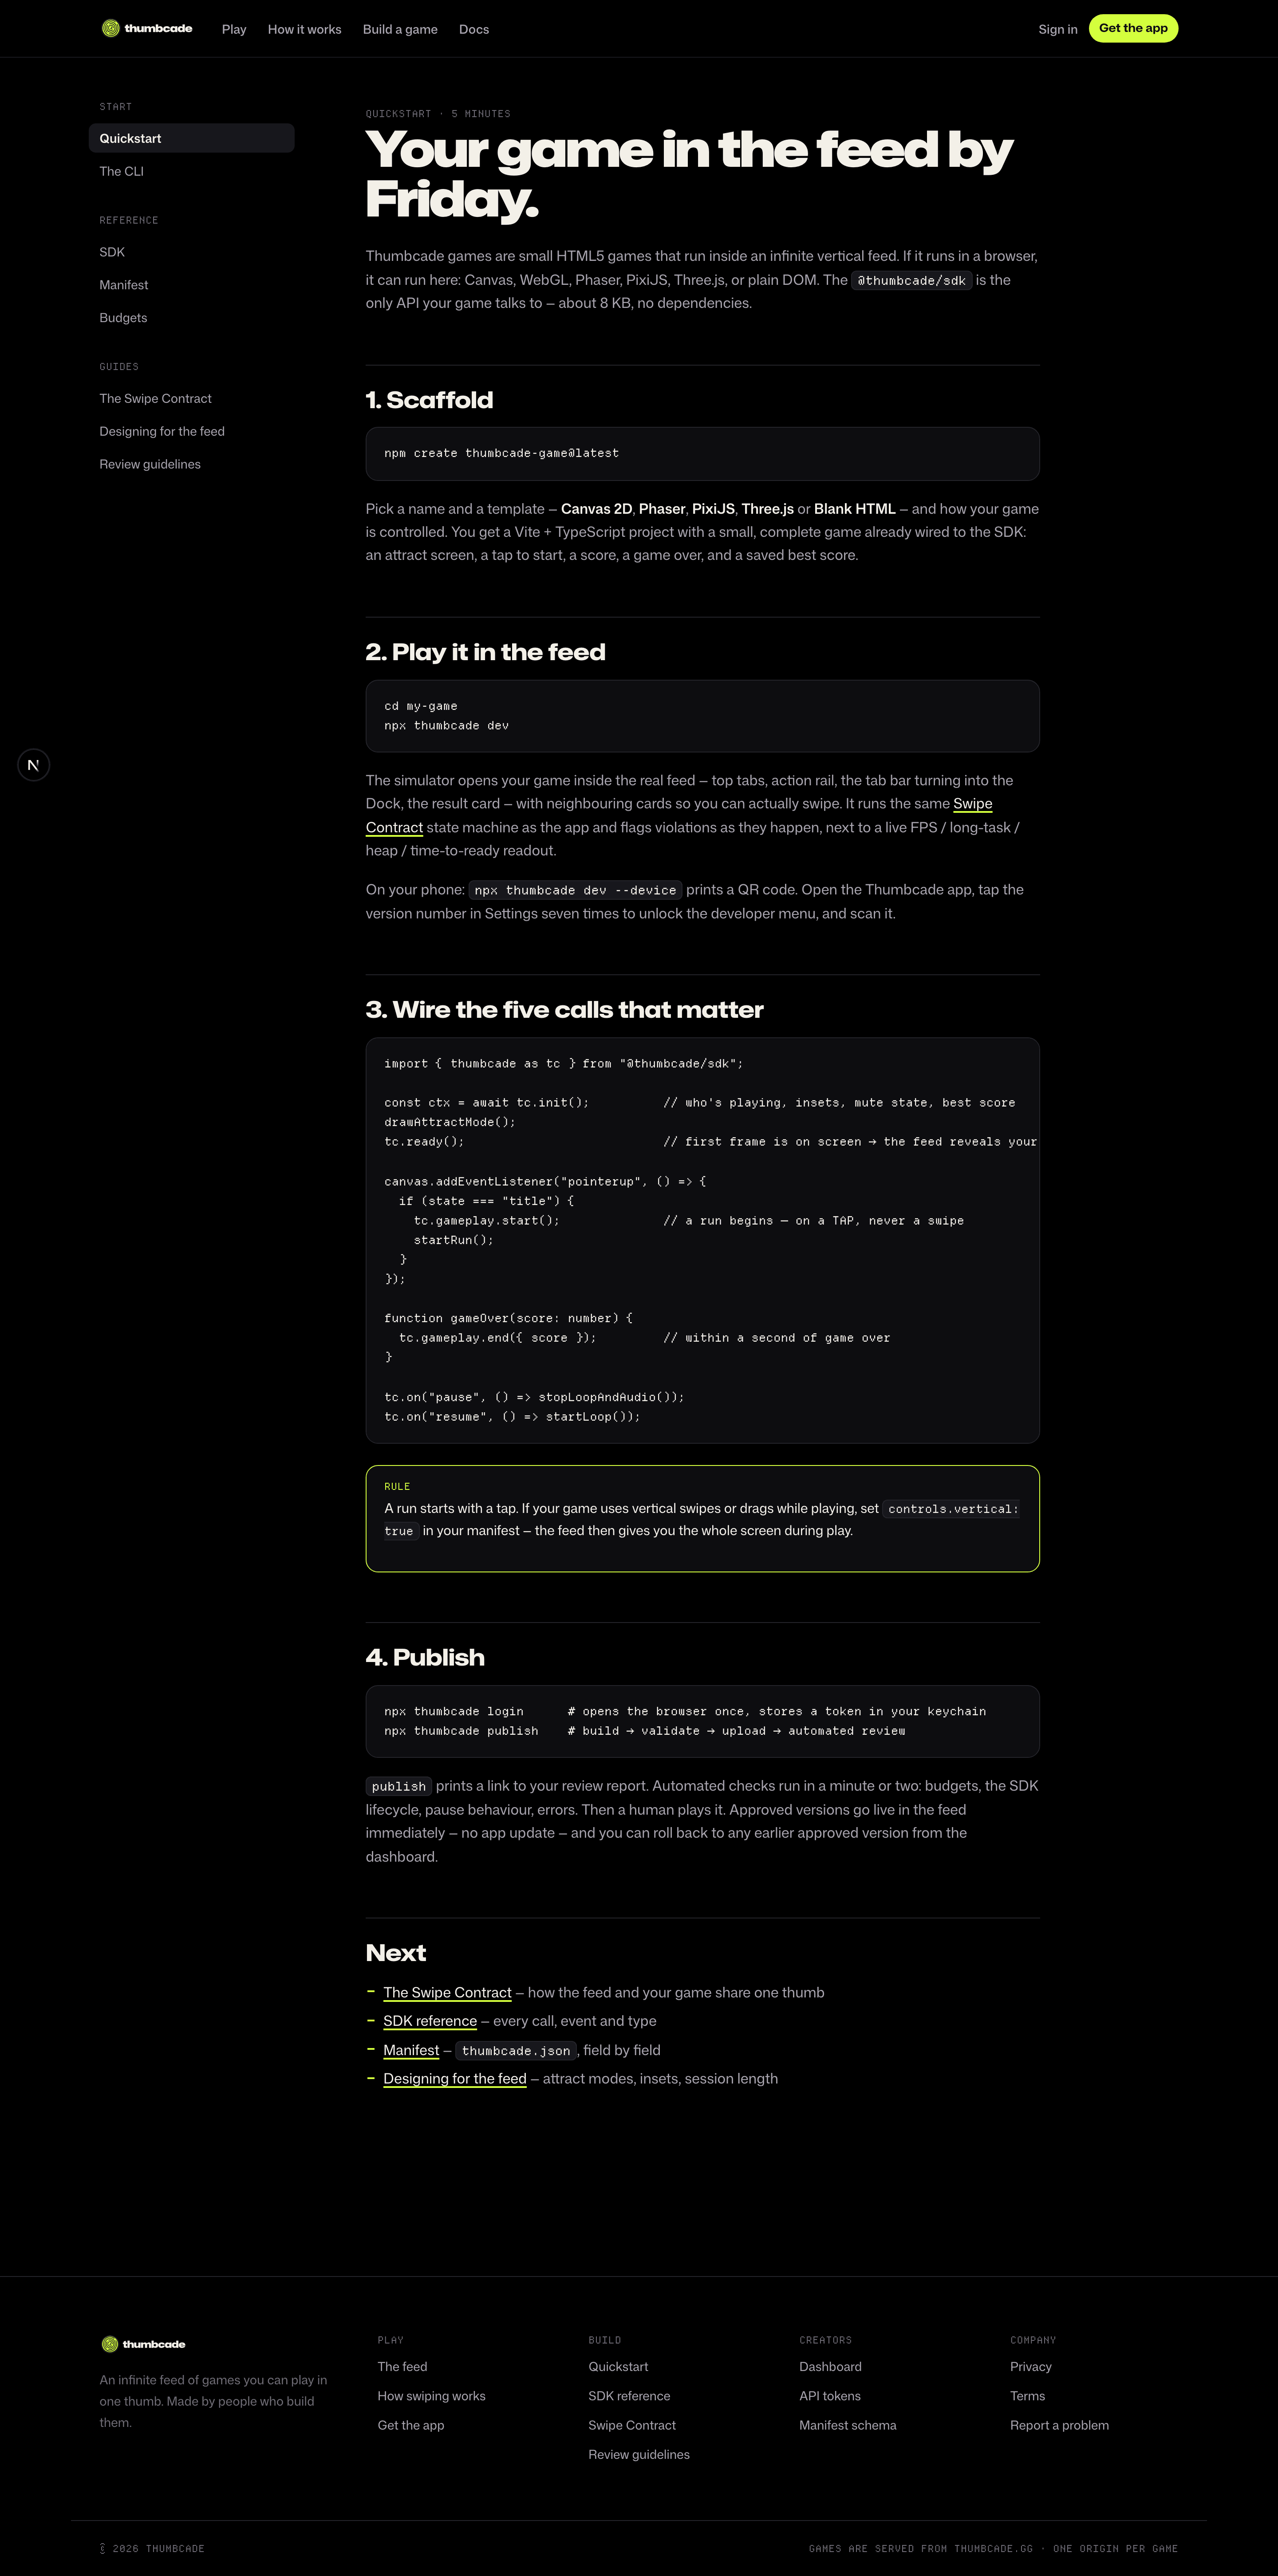 thumbcade
Play
How it works
Build a game
Docs
Sign in
Get the app
START
Quickstart
The CLI
REFERENCE
SDK
Manifest
Budgets
GUIDES
The Swipe Contract
Designing for the feed
Review guidelines
QUICKSTART · 5 MINUTES
Your game in the feed by
Friday.
Thumbcade games are small HTML5 games that run inside an infinite vertical feed. If it runs in a browser,
it can run here: Canvas, WebGL, Phaser, PixiJS, Three.js, or plain DOM. The @thumbcade/sdk is the
only API your game talks to — about 8 KB, no dependencies.
1. Scaffold
npm create thumbcade-game@latest
Pick a name and a template — Canvas 2D, Phaser, PixiJS, Three.js or Blank HTML — and how your game
is controlled. You get a Vite + TypeScript project with a small, complete game already wired to the SDK:
an attract screen, a tap to start, a score, a game over, and a saved best score.
2. Play it in the feed
cd my-game
npx thumbcade dev
The simulator opens your game inside the real feed — top tabs, action rail, the tab bar turning into the
Dock, the result card — with neighbouring cards so you can actually swipe. It runs the same Swipe
Contract state machine as the app and flags violations as they happen, next to a live FPS / long-task /
heap / time-to-ready readout.
On your phone: npx thumbcade dev --device prints a QR code. Open the Thumbcade app, tap the
version number in Settings seven times to unlock the developer menu, and scan it.
N
3. Wire the five calls that matter
import { thumbcade as tc } from "@thumbcade/sdk";
const ctx = await tc.init();          // who's playing, insets, mute state, best score
drawAttractMode();
tc.ready();                           // first frame is on screen → the feed reveals your
canvas.addEventListener("pointerup", () => {
  if (state === "title") {
    tc.gameplay.start();              // a run begins — on a TAP, never a swipe
    startRun();
  }
});
function gameOver(score: number) {
  tc.gameplay.end({ score });         // within a second of game over
}
tc.on("pause", () => stopLoopAndAudio());
tc.on("resume", () => startLoop());
RULE
A run starts with a tap. If your game uses vertical swipes or drags while playing, set controls.vertical:
true in your manifest — the feed then gives you the whole screen during play.
4. Publish
npx thumbcade login      # opens the browser once, stores a token in your keychain
npx thumbcade publish    # build → validate → upload → automated review
publish prints a link to your review report. Automated checks run in a minute or two: budgets, the SDK
lifecycle, pause behaviour, errors. Then a human plays it. Approved versions go live in the feed
immediately — no app update — and you can roll back to any earlier approved version from the
dashboard.
Next
– The Swipe Contract — how the feed and your game share one thumb
– SDK reference — every call, event and type
– Manifest — thumbcade.json, field by field
– Designing for the feed — attract modes, insets, session length
thumbcade
An infinite feed of games you can play in
one thumb. Made by people who build
them.
PLAY
The feed
How swiping works
Get the app
BUILD
Quickstart
SDK reference
Swipe Contract
Review guidelines
CREATORS
Dashboard
API tokens
Manifest schema
COMPANY
Privacy
Terms
Report a problem
© 2026 THUMBCADE
GAMES ARE SERVED FROM THUMBCADE.GG · ONE ORIGIN PER GAME